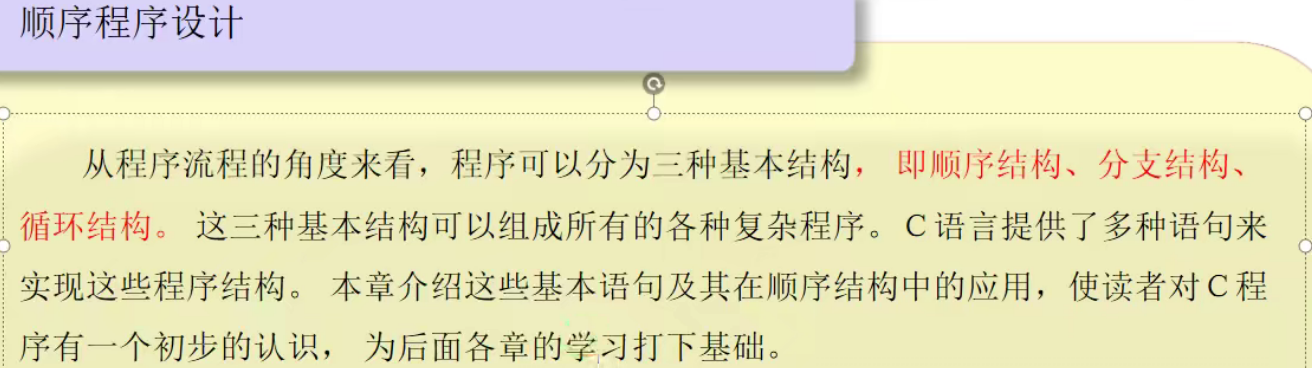 顺序程序设计
从程序流程的角度来看，程序可以分为三种基本结构， 即顺序结构、分支结构、
循环结构。 这三种基本结构可以组成所有的各种复杂程序。C 语言提供了多种语句来
实现这些程序结构。 本章介绍这些基本语句及其在顺序结构中的应用，使读者对 C 程
序有一个初步的认识， 为后面各章的学习打下基础。